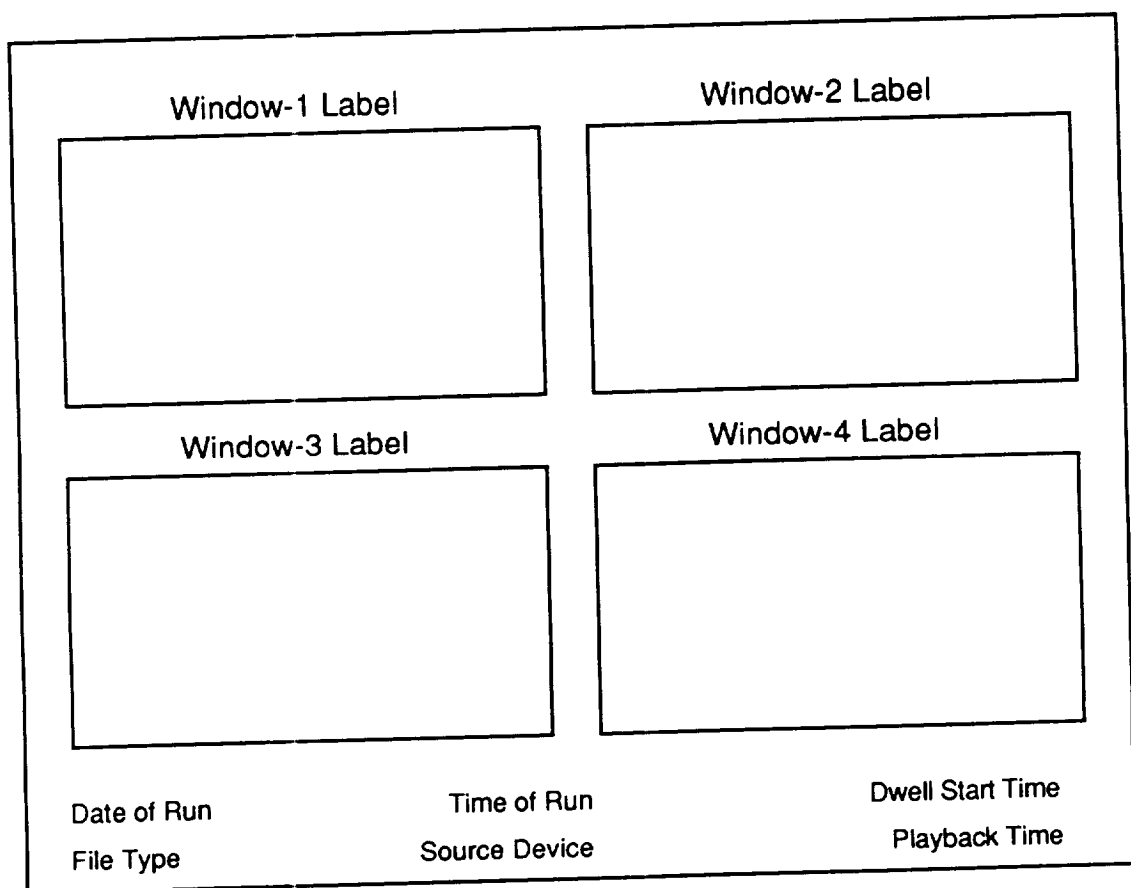 Window-1 Label
Window-2 Label
Window-3 Label
Window-4 Label
Date of Run
Time of Run
Dwell Start Time
File Type
Source Device
Playback Time